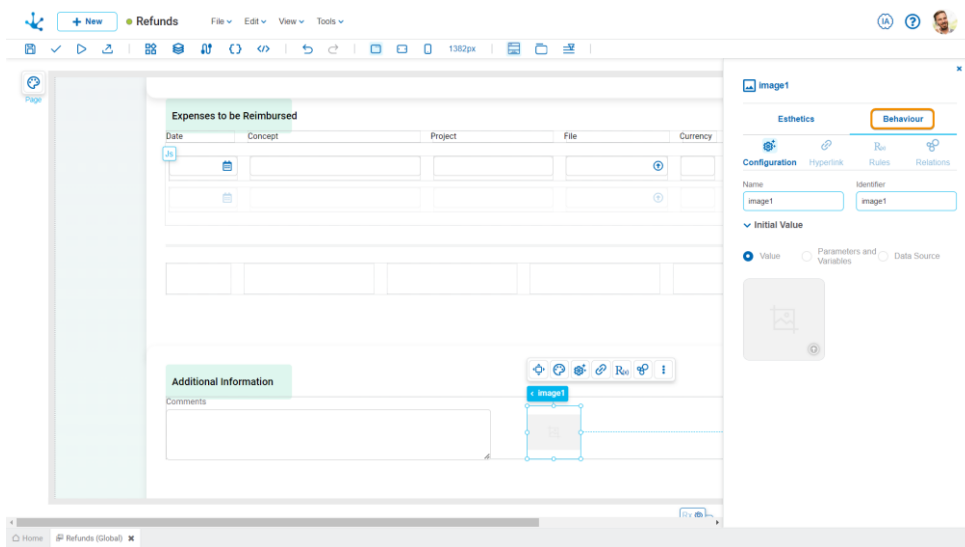 + New
Refunds
File
Edit
View
Tools
IA
?
1382px
Page
image1
Esthetics
Behaviour
Configuration
Hyperlink
Rules
Relations
Name
Identifier
image1
image1
Initial Value
Value
Parameters and Variables
Data Source
Expenses to be Reimbursed
Date
Concept
Project
File
Currency
Js
Additional Information
Comments
R(x)
< Image1
Home
Refunds (Global)